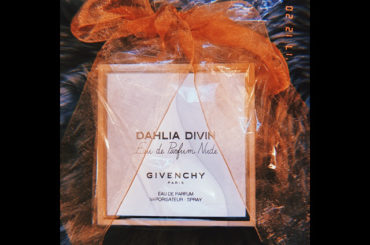 DAHLIA DIVIN
Eau de Parfum Nude
GIVENCHY
PARIS
EAU DE PARFUM
VAPORISATEUR - SPRAY